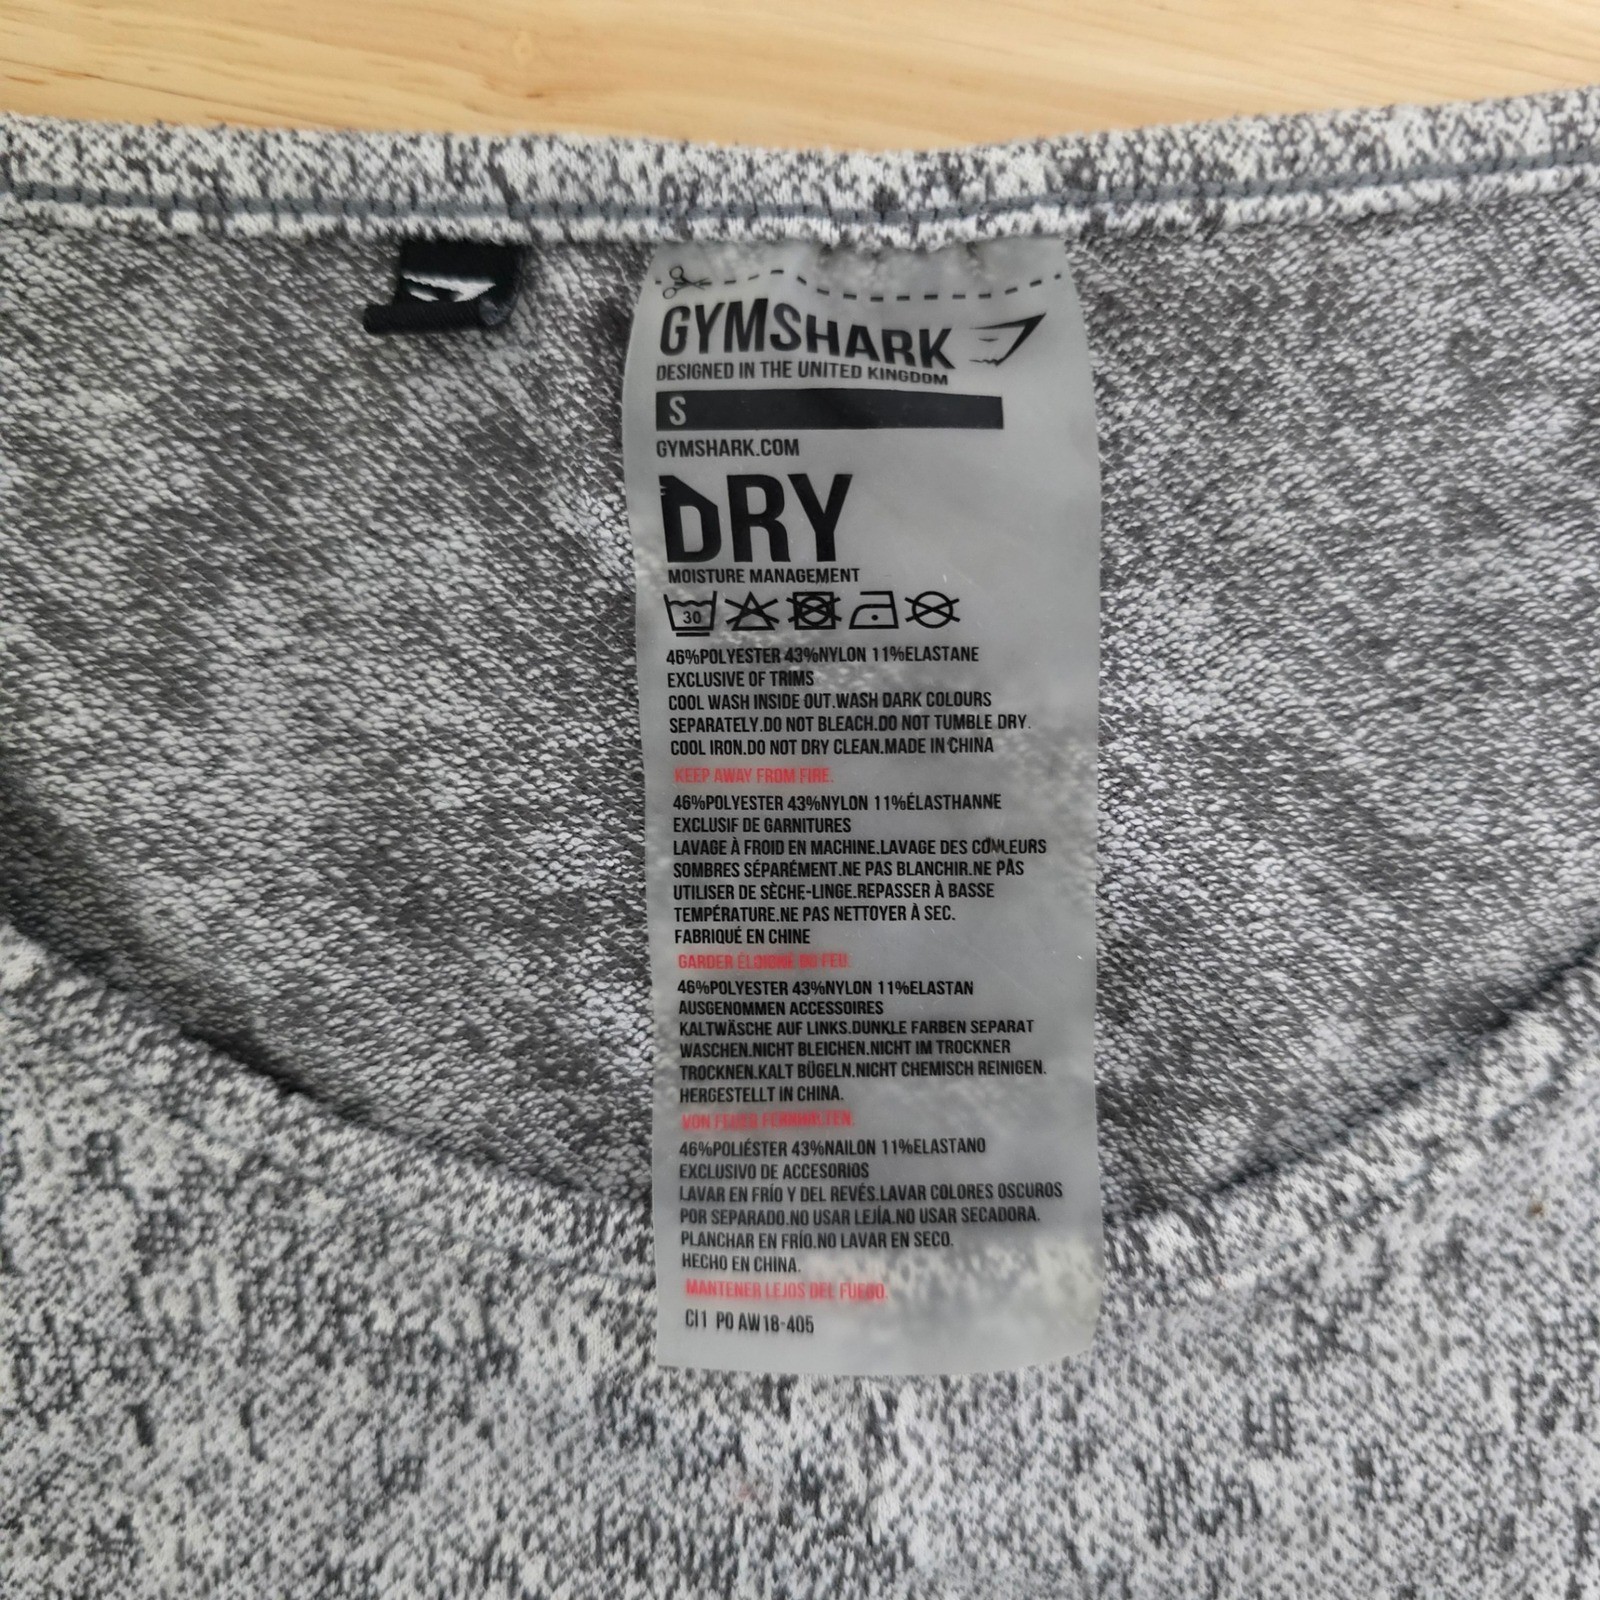 GYMSHARK
DESIGNED IN THE UNITED KINGDOM
S
GYMSHARK.COM
DRY
MOISTURE MANAGEMENT
30
46%POLYESTER 43%NYLON 11%ELASTANE
EXCLUSIVE OF TRIMS
COOL WASH INSIDE OUT.WASH DARK COLOURS
SEPARATELY.DO NOT BLEACH.DO NOT TUMBLE DRY.
COOL IRON.DO NOT DRY CLEAN.MADE IN CHINA
KEEP AWAY FROM FIRE.
46%POLYESTER 43%NYLON 11%ÉLASTHANNE
EXCLUSIF DE GARNITURES
LAVAGE À FROID EN MACHINE.LAVAGE DES COULEURS
SOMBRES SÉPARÉMENT.NE PAS BLANCHIR.NE PAS
UTILISER DE SÈCHE-LINGE.REPASSER À BASSE
TEMPÉRATURE.NE PAS NETTOYER À SEC.
FABRIQUÉ EN CHINE
GARDER ÉLOIGNÉ DU FEU.
46%POLYESTER 43%NYLON 11%ELASTAN
AUSGENOMMEN ACCESSOIRES
KALTWÄSCHE AUF LINKS.DUNKLE FARBEN SEPARAT
WASCHEN.NICHT BLEICHEN.NICHT IM TROCKNER
TROCKNEN.KALT BÜGELN.NICHT CHEMISCH REINIGEN.
HERGESTELLT IN CHINA.
VON FEUER FERNHALTEN.
46%POLIÉSTER 43%NAILON 11%ELASTANO
EXCLUSIVO DE ACCESORIOS
LAVAR EN FRÍO Y DEL REVÉS.LAVAR COLORES OSCUROS
POR SEPARADO.NO USAR LEJÍA.NO USAR SECADORA.
PLANCHAR EN FRÍO.NO LAVAR EN SECO.
HECHO EN CHINA.
MANTENER LEJOS DEL FUEGO.
CI1 PO AW18-405